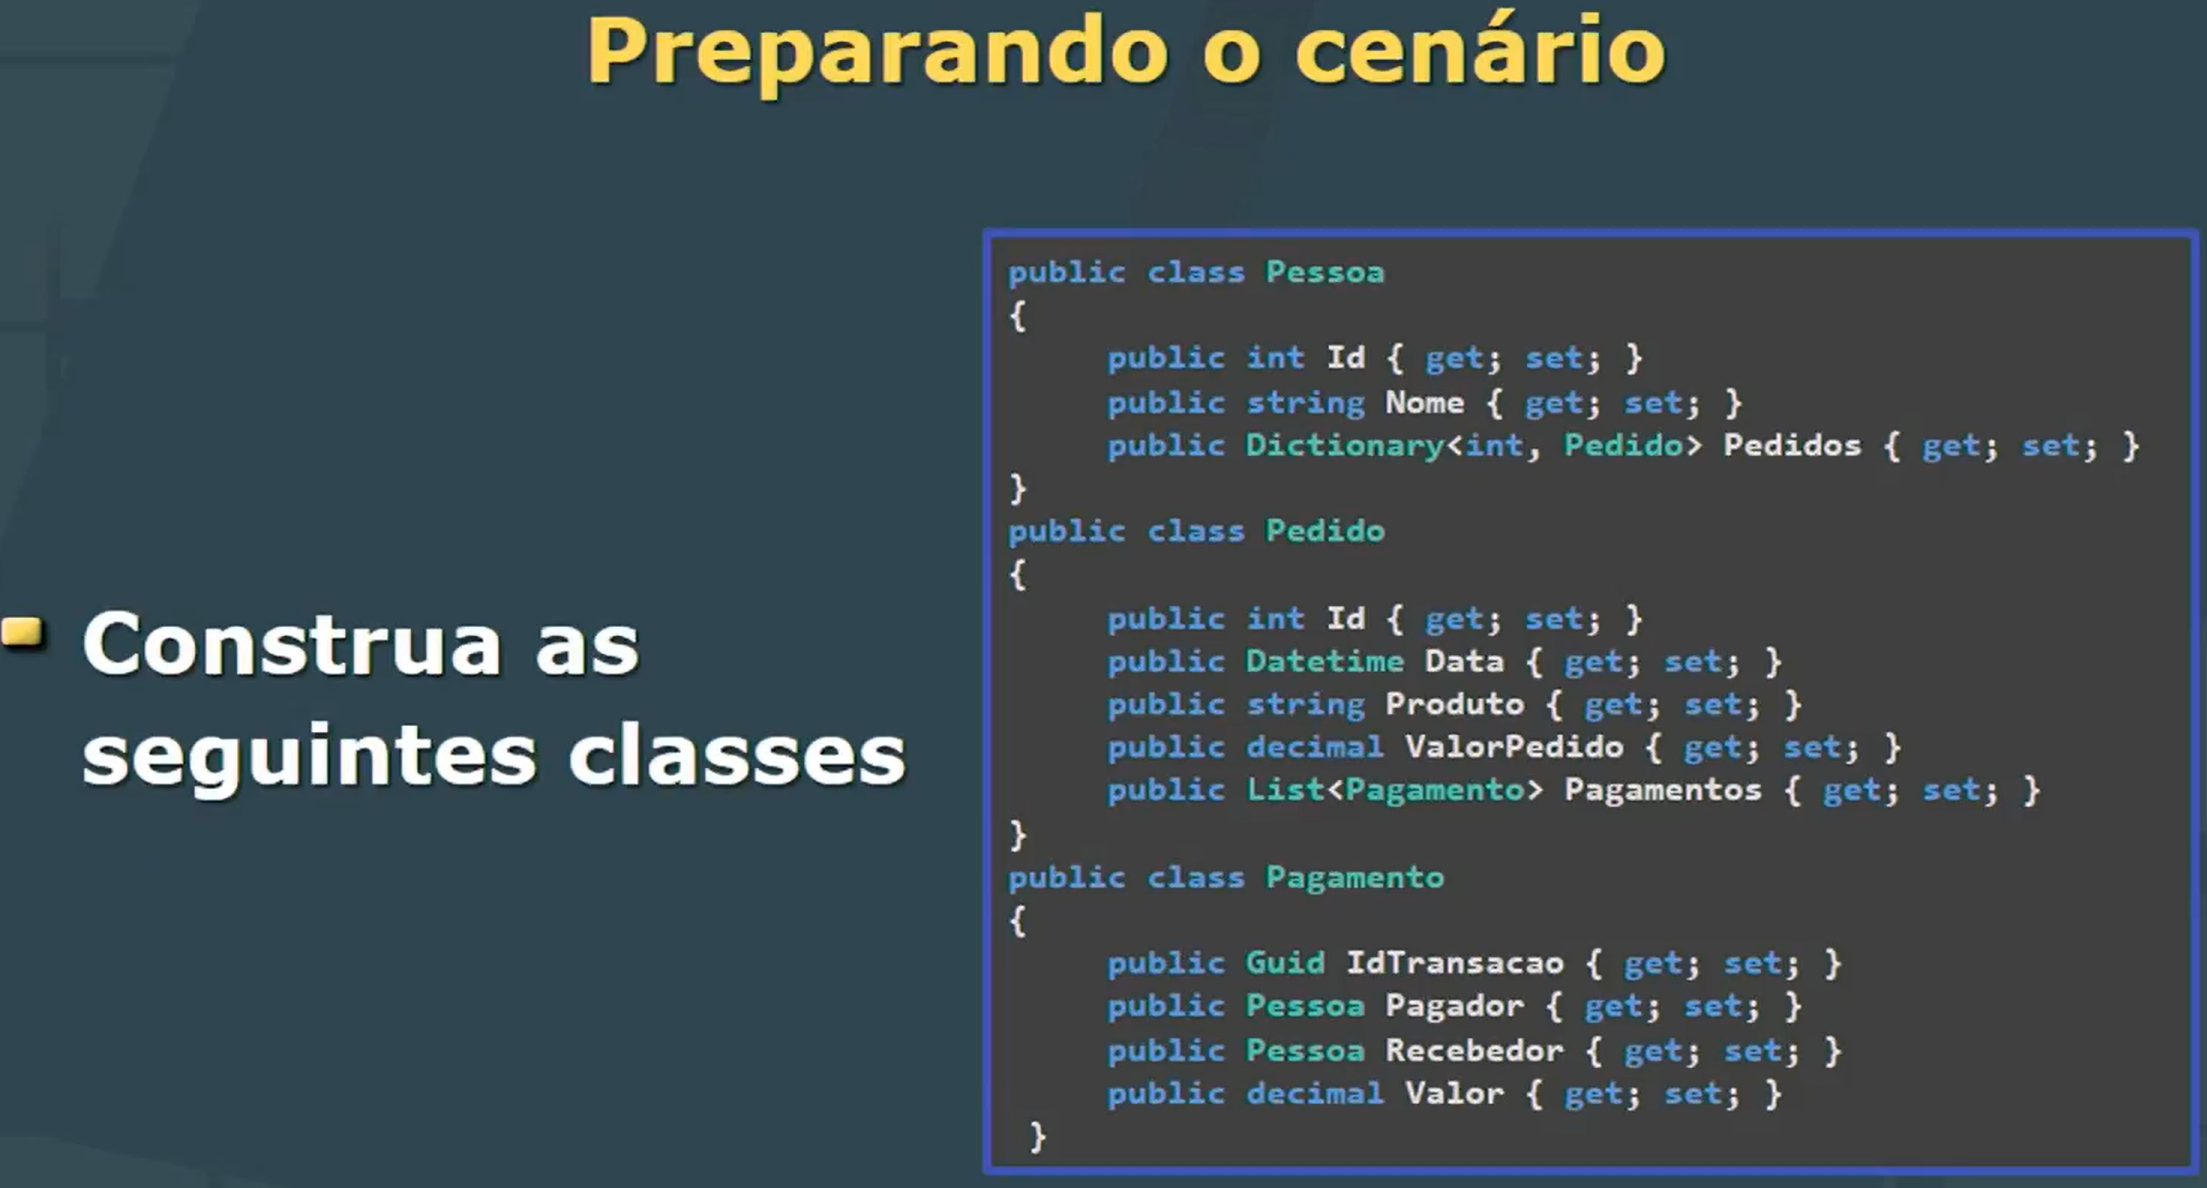 Preparando o cenário
Construa as
seguintes classes
public class Pessoa
{
public int Id { get; set; }
public string Nome { get; set; }
public Dictionary<int, Pedido> Pedidos { get; set; }
}
public class Pedido
{
public int Id { get; set; }
public Datetime Data { get; set; }
public string Produto { get; set; }
public decimal ValorPedido { get; set; }
public List<Pagamento> Pagamentos { get; set; }
}
public class Pagamento
{
public Guid IdTransacao { get; set; }
public Pessoa Pagador { get; set; }
public Pessoa Recebedor { get; set; }
public decimal Valor { get; set; }
}